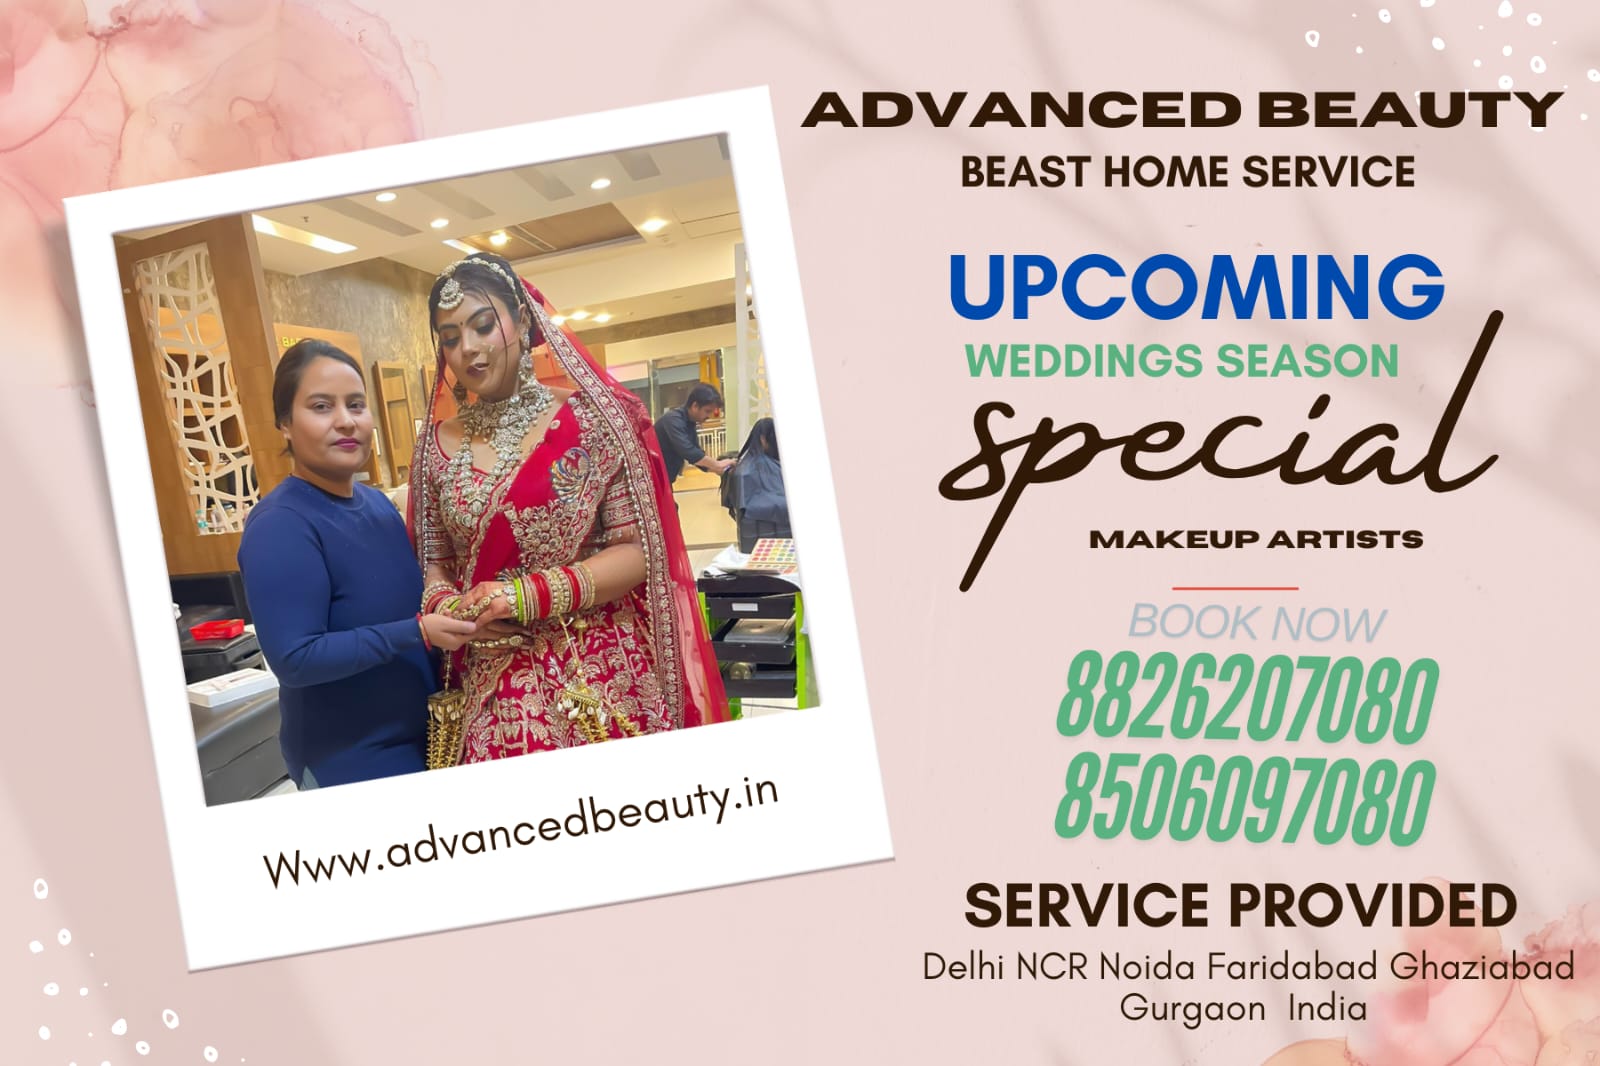 ADVANCED BEAUTY
BEAST HOME SERVICE
UPCOMING
WEDDINGS SEASON
special
MAKEUP ARTISTS
BOOK NOW
8826207080
8506097080
SERVICE PROVIDED
Delhi NCR Noida Faridabad Ghaziabad
Gurgaon India
Www.advancedbeauty.in